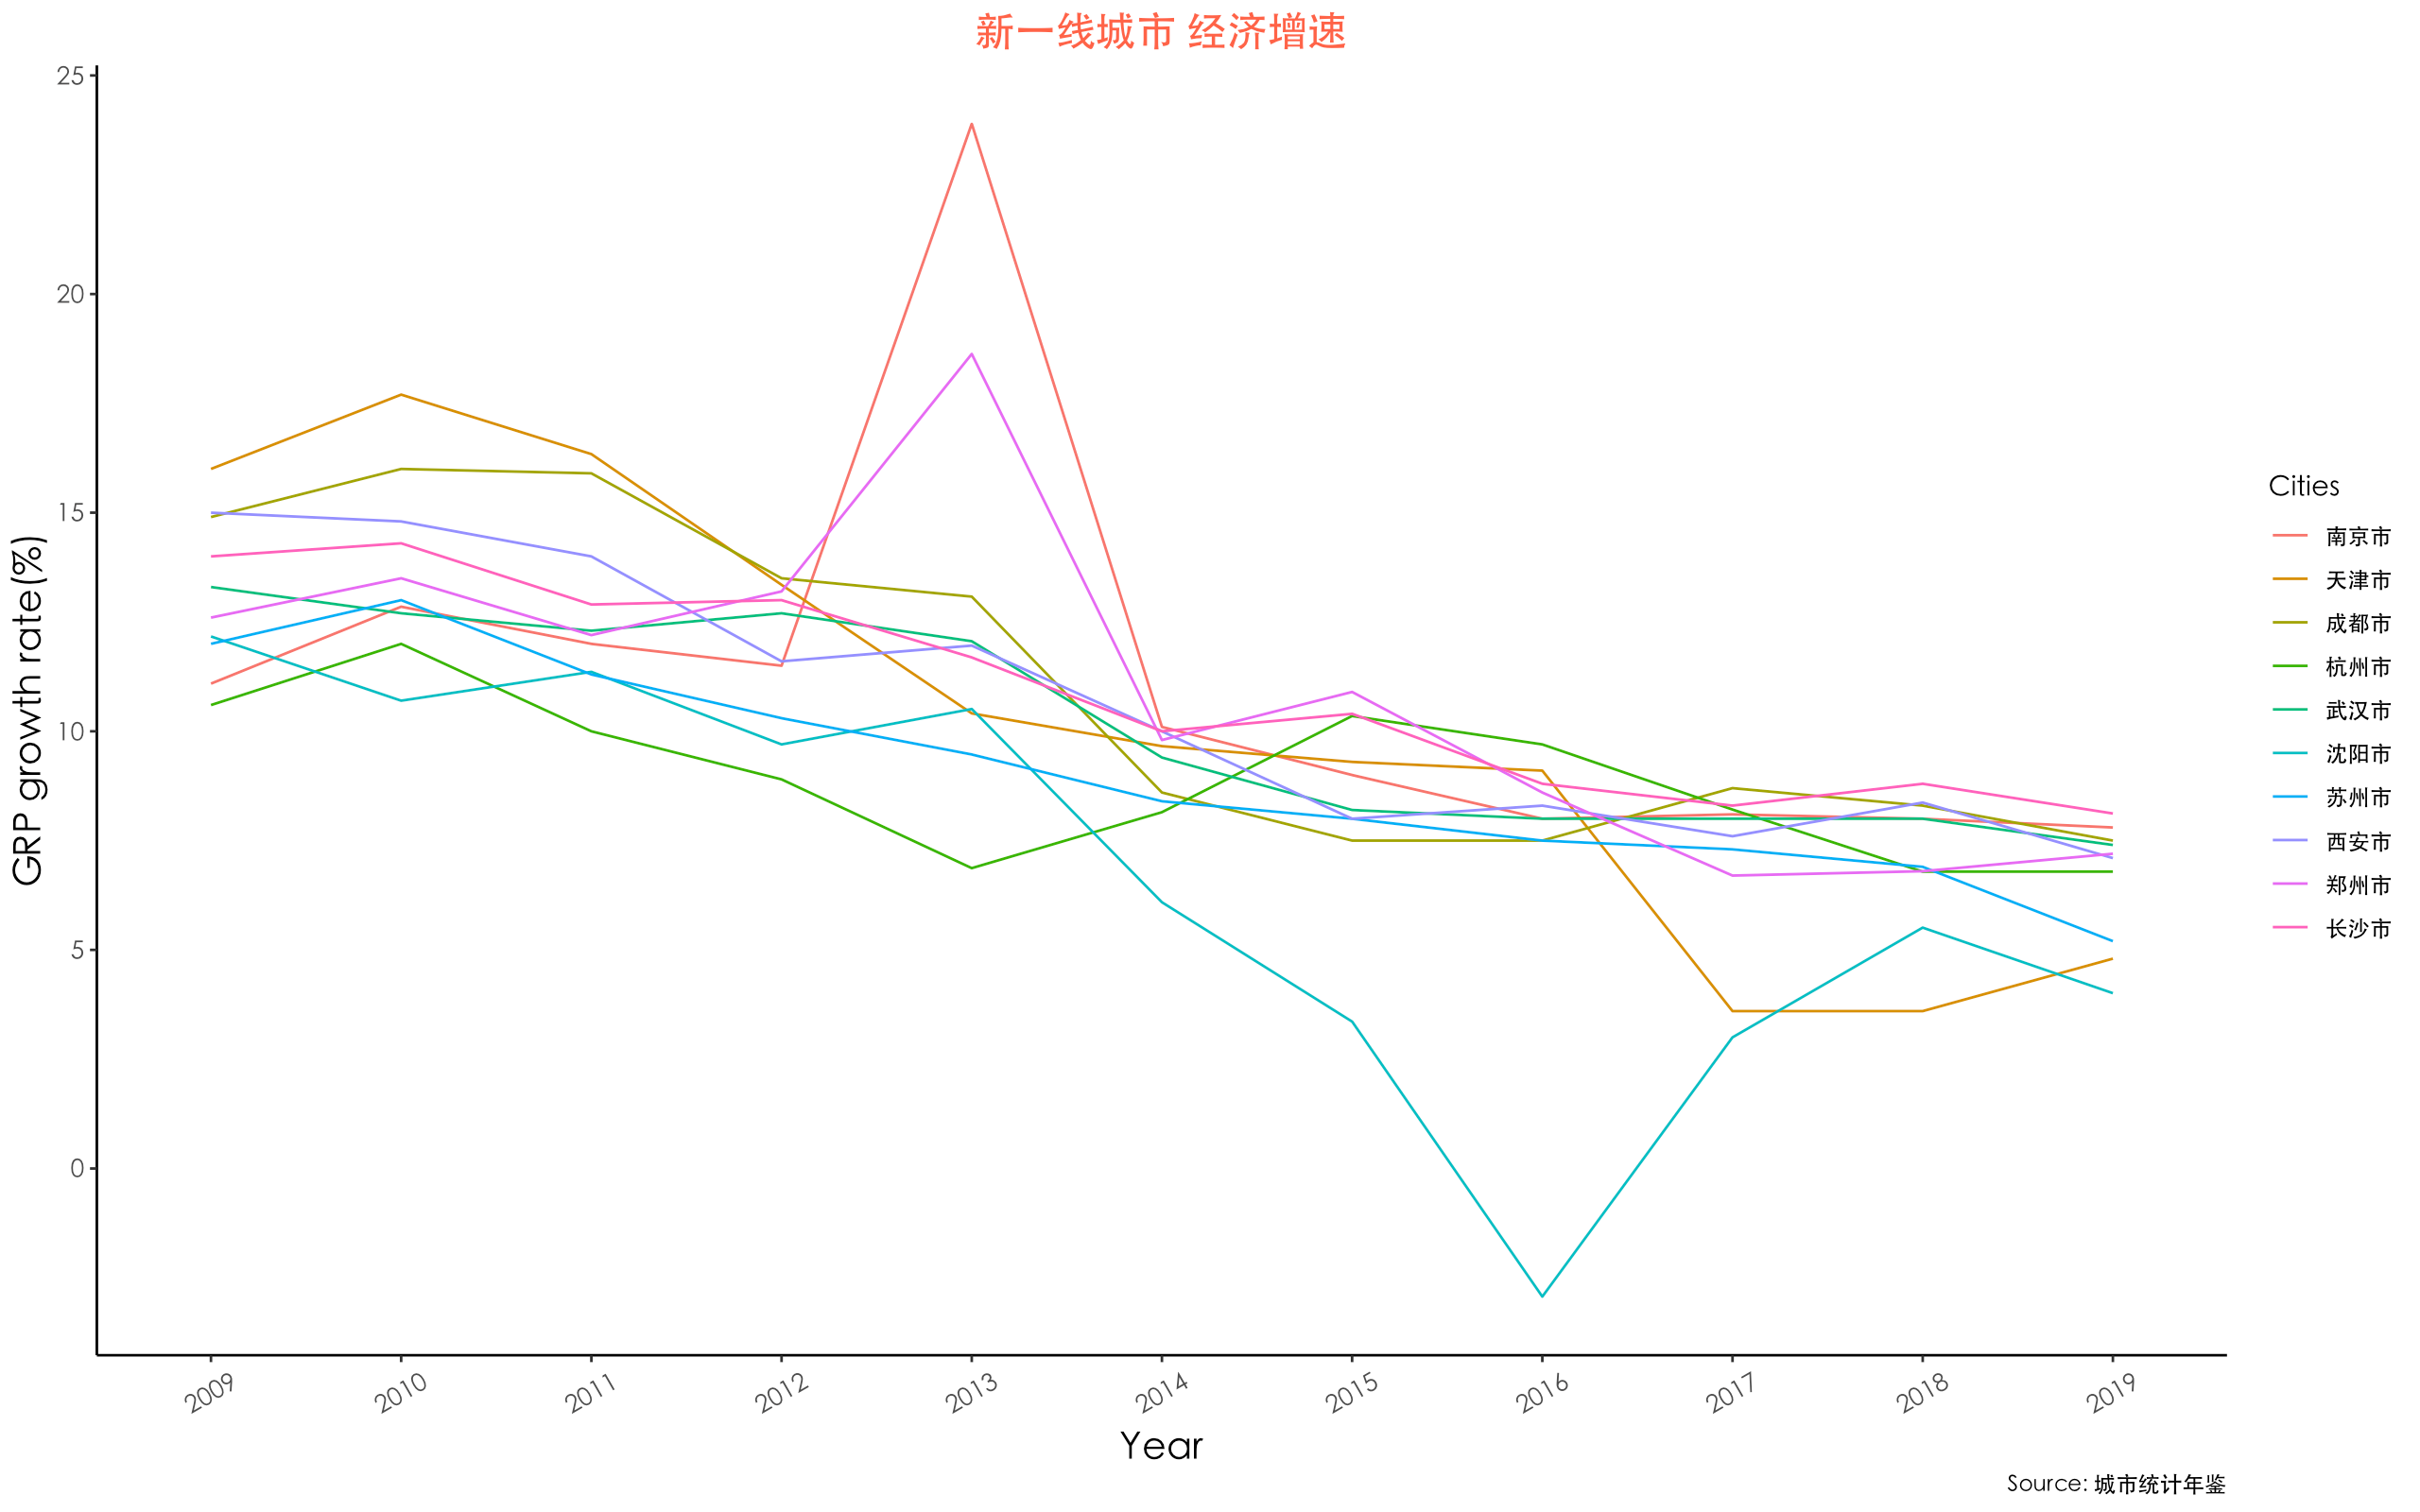 新一线城市 经济增速
25
20
15
10
5
0
GRP growth rate(%)
2009
2010
2011
2012
2013
2014
2015
2016
2017
2018
2019
Year
Cities
南京市
天津市
成都市
杭州市
武汉市
沈阳市
苏州市
西安市
郑州市
长沙市
Source: 城市统计年鉴